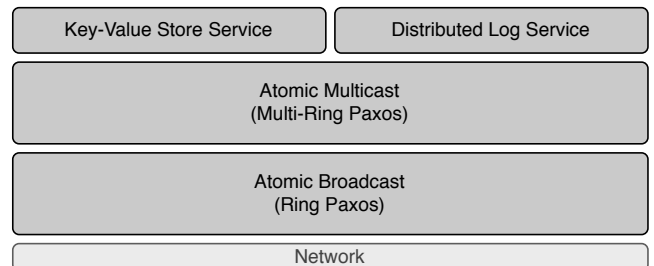 Key-Value Store Service
Distributed Log Service
Atomic Multicast
(Multi-Ring Paxos)
Atomic Broadcast
(Ring Paxos)
Network